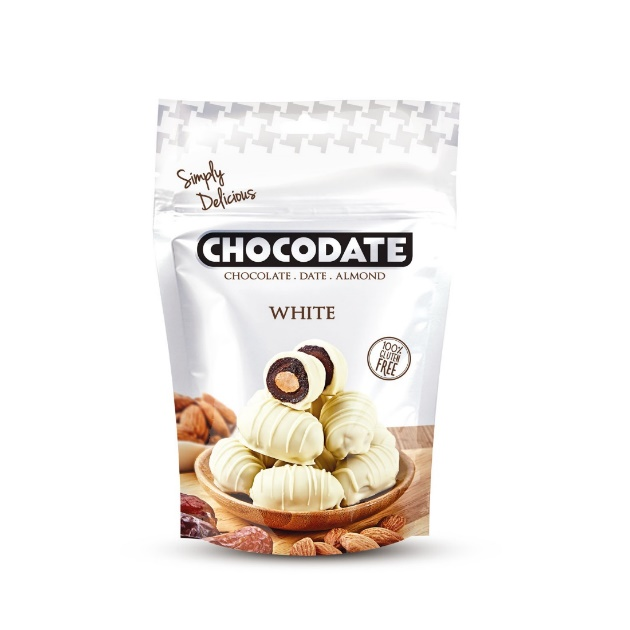 Simply
Delicious
CHOCODATE
CHOCOLATE . DATE . ALMOND
WHITE
100%
GLUTEN
FREE